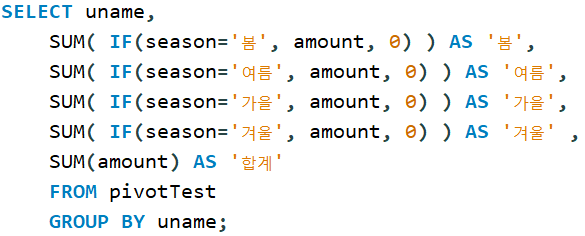 SELECT uname,
SUM( IF(season='봄', amount, 0) ) AS '봄',
SUM( IF(season='여름', amount, 0) ) AS '여름',
SUM( IF(season='가을', amount, 0) ) AS '가을',
SUM( IF(season='겨울', amount, 0) ) AS '겨울' ,
SUM(amount) AS '합계'
FROM pivotTest
GROUP BY uname;